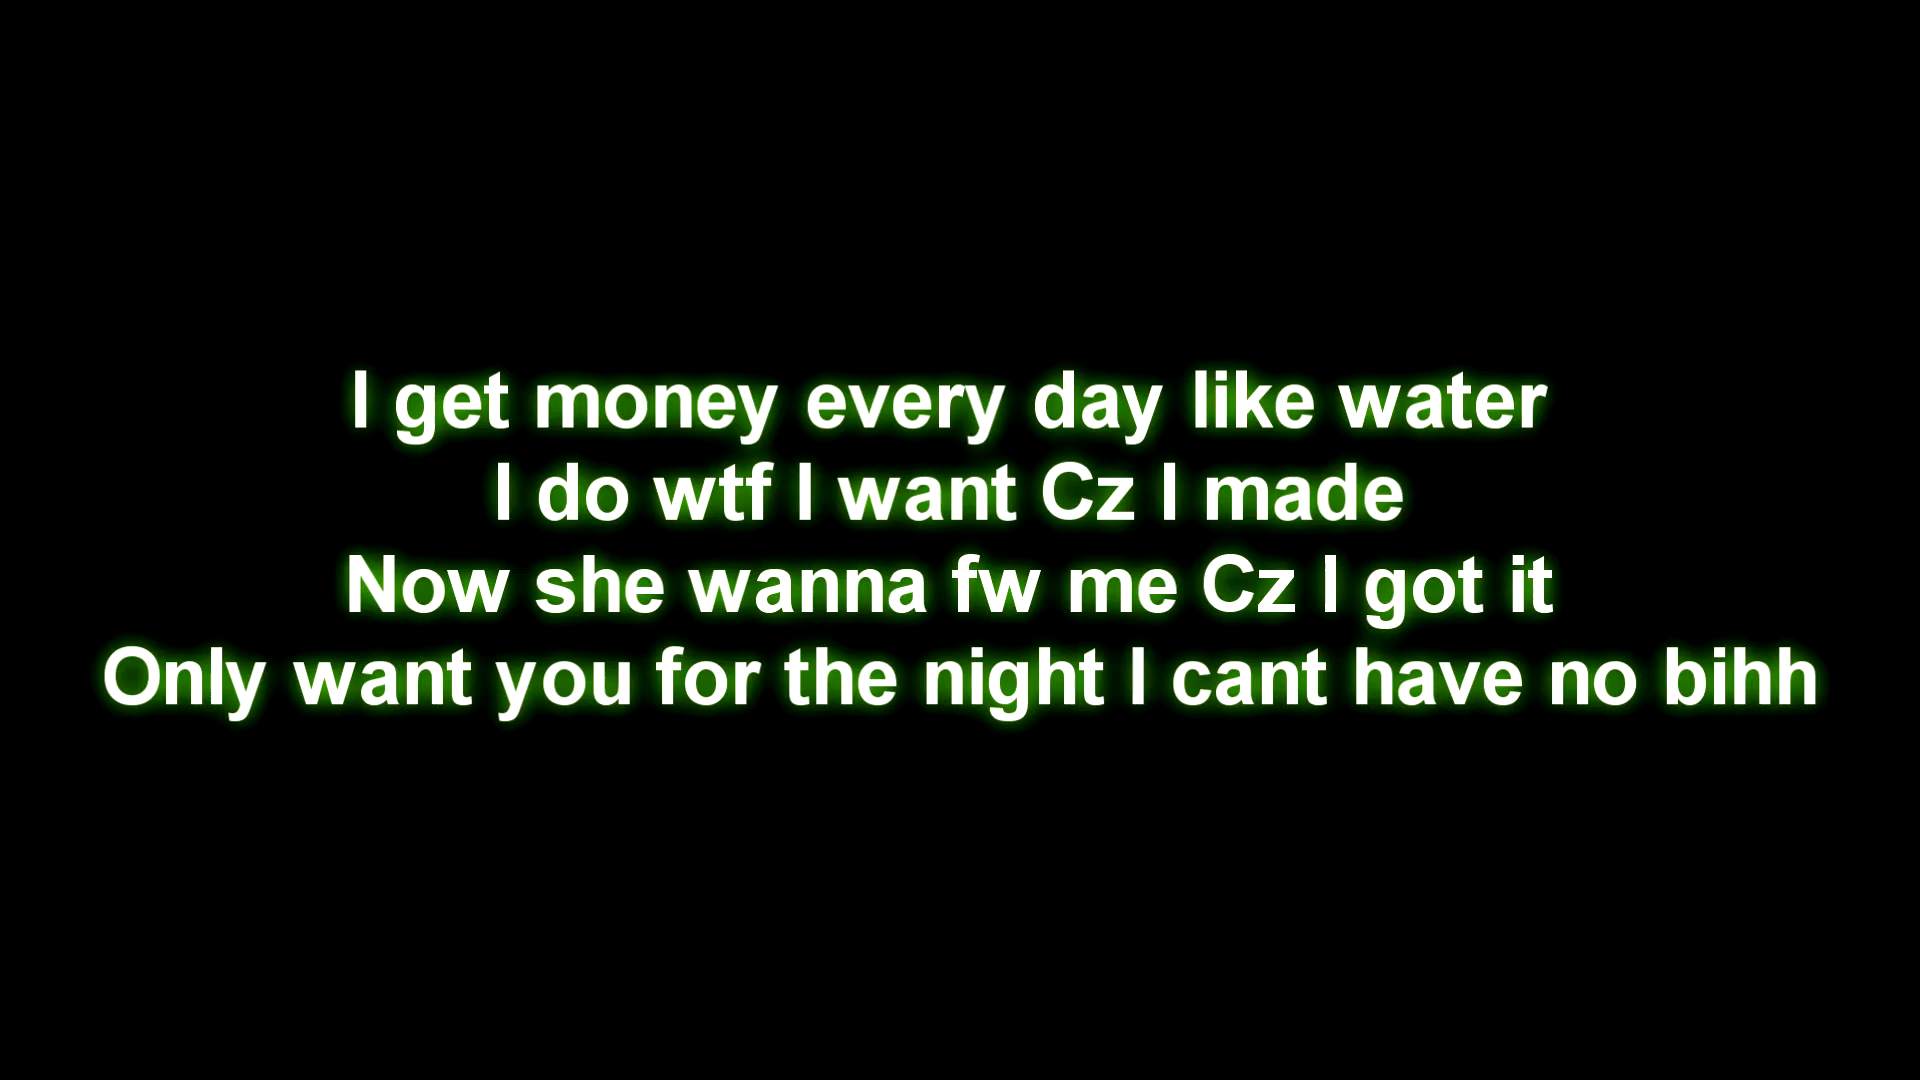 I get money every day like water
I do wtf I want Cz I made
Now she wanna fw me Cz I got it
Only want you for the night I cant have no bihh